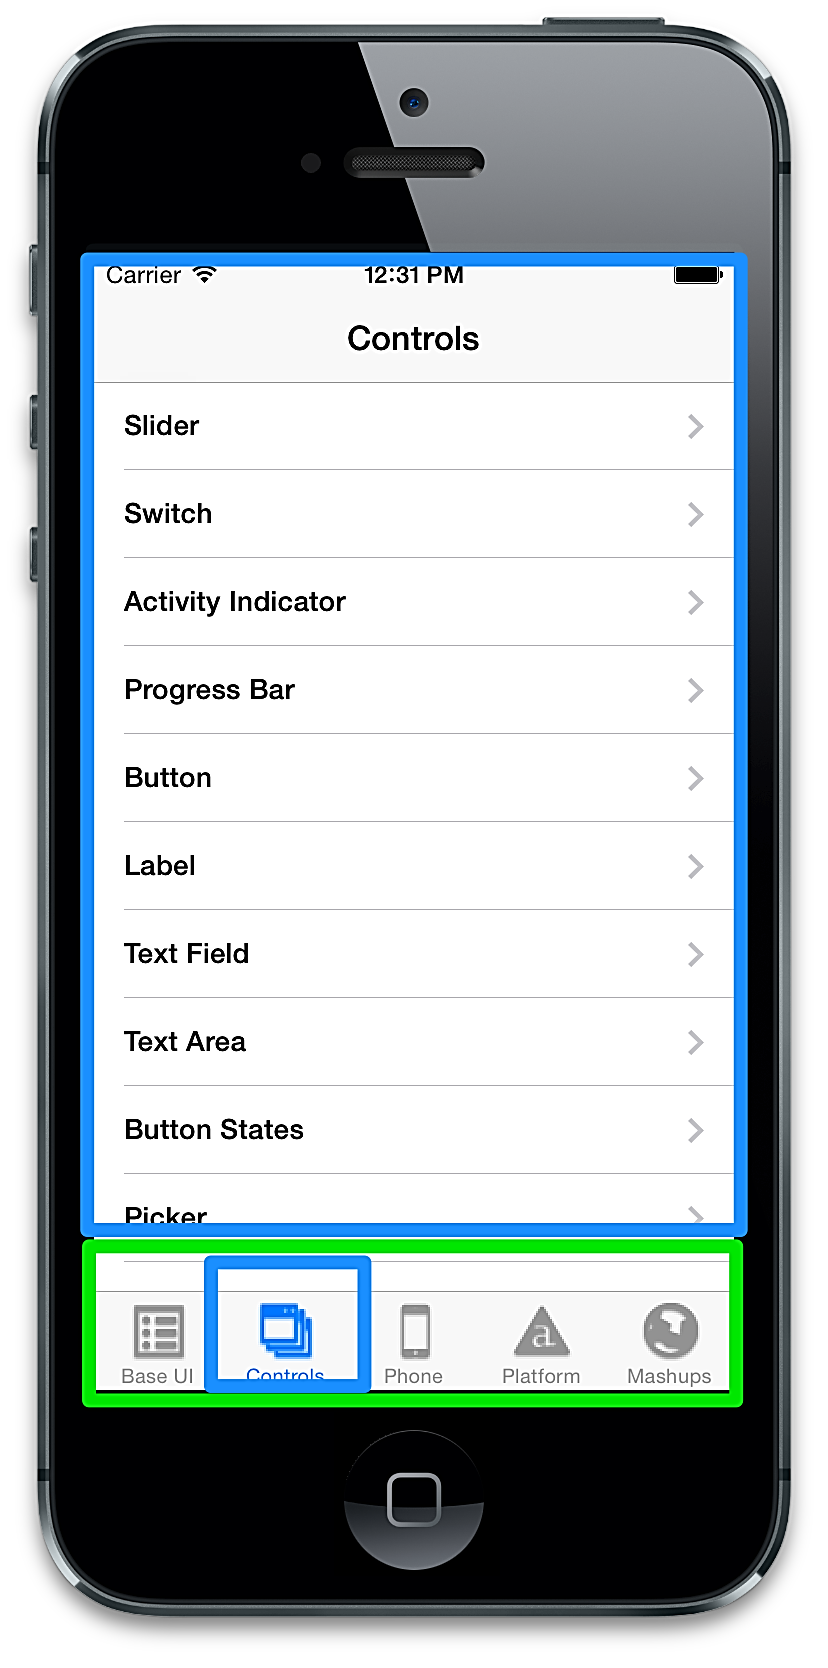 Carrier 12:31 PM
Controls
Slider
Switch
Activity Indicator
Progress Bar
Button
Label
Text Field
Text Area
Button States
Picker
a
Base UI Controls Phone Platform Mashups